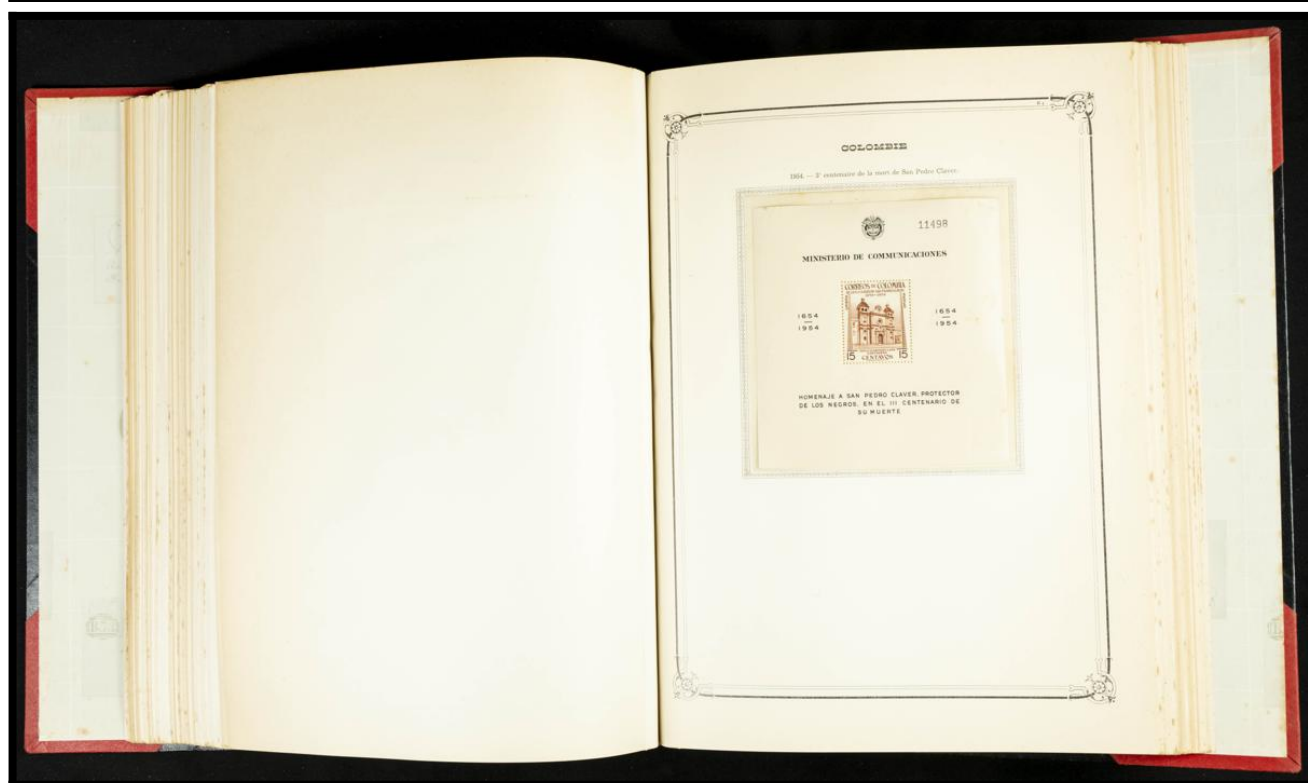 COLOMBIE
1954. — 3e centenaire de la mort de San Pedro Claver.
11498
MINISTERIO DE COMMUNICACIONES
CORREOS DE COLOMBIA
1654
1954
1654
1954
15 15
CENTAVOS
HOMENAJE A SAN PEDRO CLAVER, PROTECTOR
DE LOS NEGROS, EN EL III CENTENARIO DE
SU MUERTE